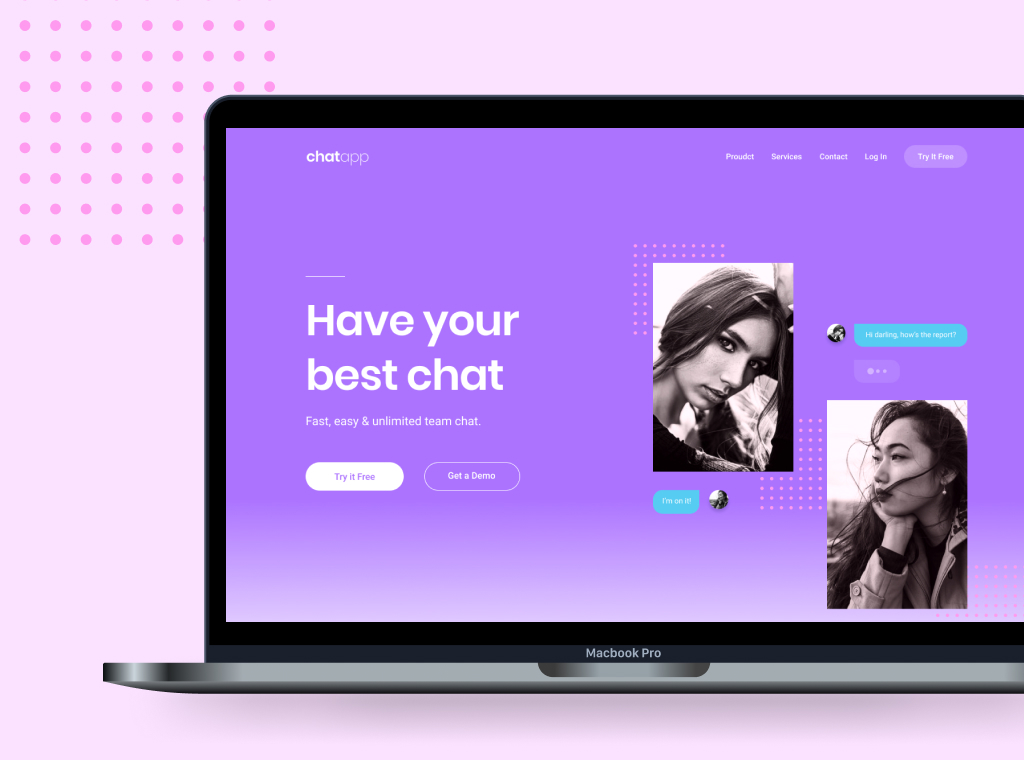 chatapp
Proudct Services Contact Log In Try It Free
Have your
best chat
Fast, easy & unlimited team chat.
Try it Free Get a Demo
Hi darling, how's the report?
I'm on it!
Macbook Pro